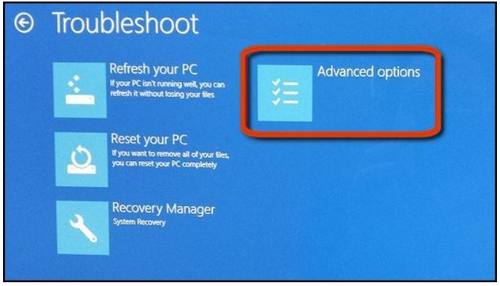 Troubleshoot
Refresh your PC
If your PC isn't running well, you can
refresh it without losing your files
Advanced options
Reset your PC
If you want to remove all of your files,
you can reset your PC completely
Recovery Manager
System Recovery